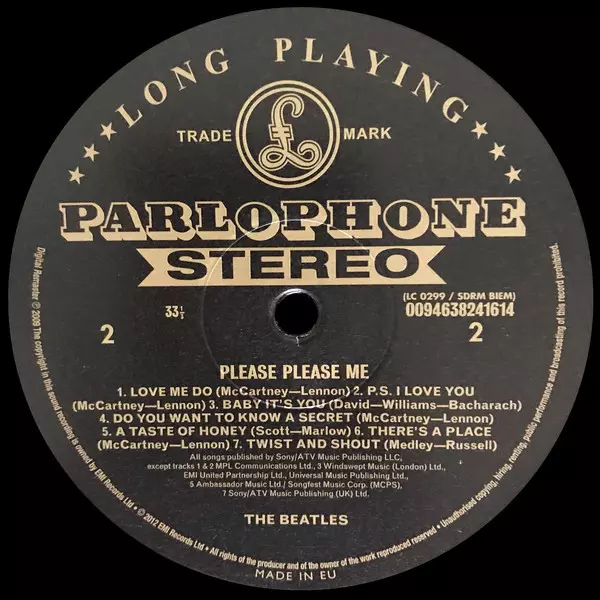 ★★★★LONG PLAYING★★★★
TRADE MARK
£
PARLOPHONE
STEREO
(LC 0299 / SDRM BIEM)
33⅓ 0094638241614
2 2
PLEASE PLEASE ME
1. LOVE ME DO (McCartney—Lennon) 2. P.S. I LOVE YOU
(McCartney—Lennon) 3. BABY IT'S YOU (David—Williams—Bacharach)
4. DO YOU WANT TO KNOW A SECRET (McCartney—Lennon)
5. A TASTE OF HONEY (Scott—Marlow) 6. THERE'S A PLACE
(McCartney—Lennon) 7. TWIST AND SHOUT (Medley—Russell)
All songs published by Sony/ATV Music Publishing LLC,
except tracks 1 & 2 MPL Communications Ltd., 3 Windswept Music (London) Ltd.,
EMI United Partnership Ltd., Universal/MCA Music Ltd.,
5 Ambassador Music Ltd./ Songfest Music Corp. (MCPS),
7 Sony/ATV Music Publishing (UK) Ltd.
THE BEATLES
Digital Remaster ℗ 2009 The copyright in this sound recording is owned by EMI Records Ltd • © 2012 EMI Records Ltd • All rights of the producer and of the owner of the work reproduced reserved • Unauthorised copying, hiring, renting, public performance and broadcasting of this record prohibited.
MADE IN EU